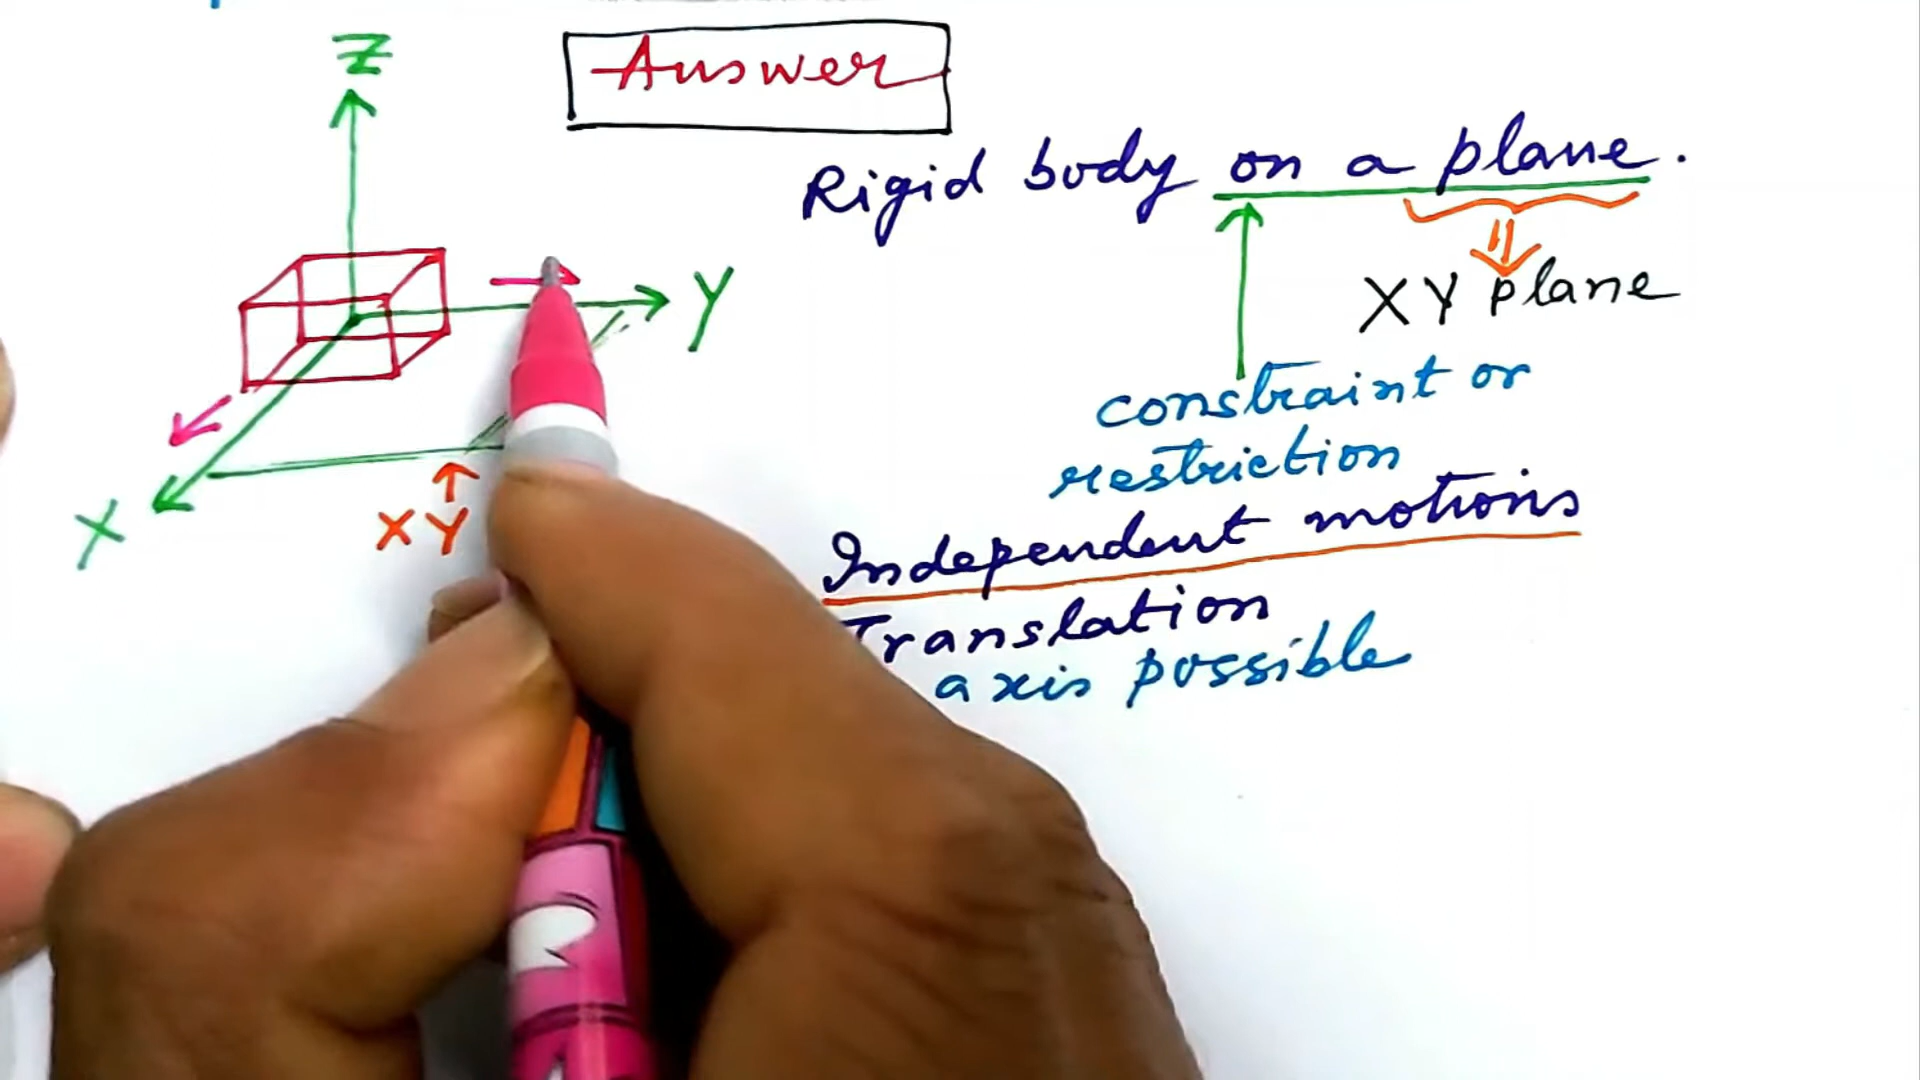 Z
Answer
Rigid body on a plane.
Y
XY plane
constraint or
restriction
X
XY
Independent motions
Translation
axis possible